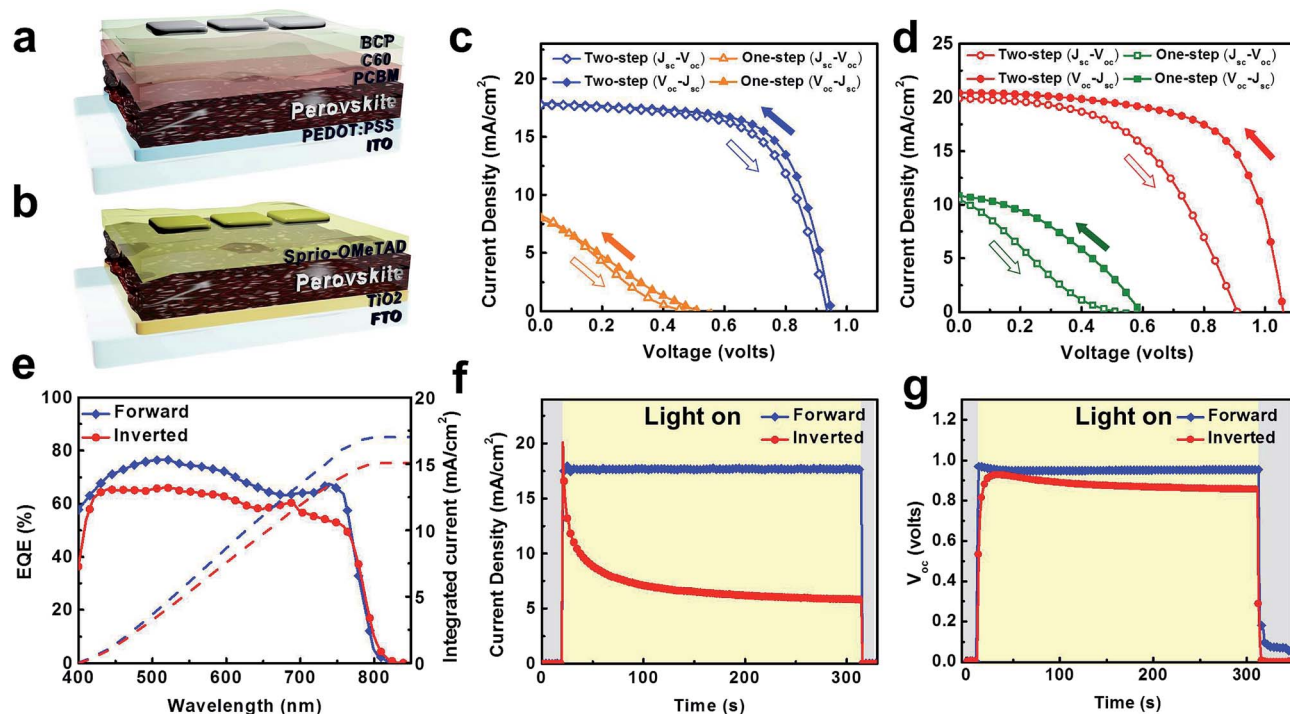 a
BCP
C60
PCBM
Perovskite
PEDOT:PSS
ITO
b
Sprio-OMeTAD
Perovskite
TiO2
FTO
c
Two-step (Jsc-Voc)
One-step (Jsc-Voc)
Two-step (Voc-Jsc)
One-step (Voc-Jsc)
Current Density (mA/cm2)
20
15
10
5
0
0.0 0.2 0.4 0.6 0.8 1.0
Voltage (volts)
d
Two-step (Jsc-Voc)
One-step (Jsc-Voc)
Two-step (Voc-Jsc)
One-step (Voc-Jsc)
Current Density (mA/cm2)
25
20
15
10
5
0
0.0 0.2 0.4 0.6 0.8 1.0
Voltage (volts)
e
Forward
Inverted
EQE (%)
100
80
60
40
20
0
400 500 600 700 800
Wavelength (nm)
Integrated current (mA/cm2)
20
18
15
13
10
8
5
3
0
f
Light on
Forward
Inverted
Current Density (mA/cm2)
20
15
10
5
0
0 100 200 300
Time (s)
g
Light on
Forward
Inverted
Voc (volts)
1.2
1.0
0.8
0.6
0.4
0.2
0.0
0 100 200 300
Time (s)